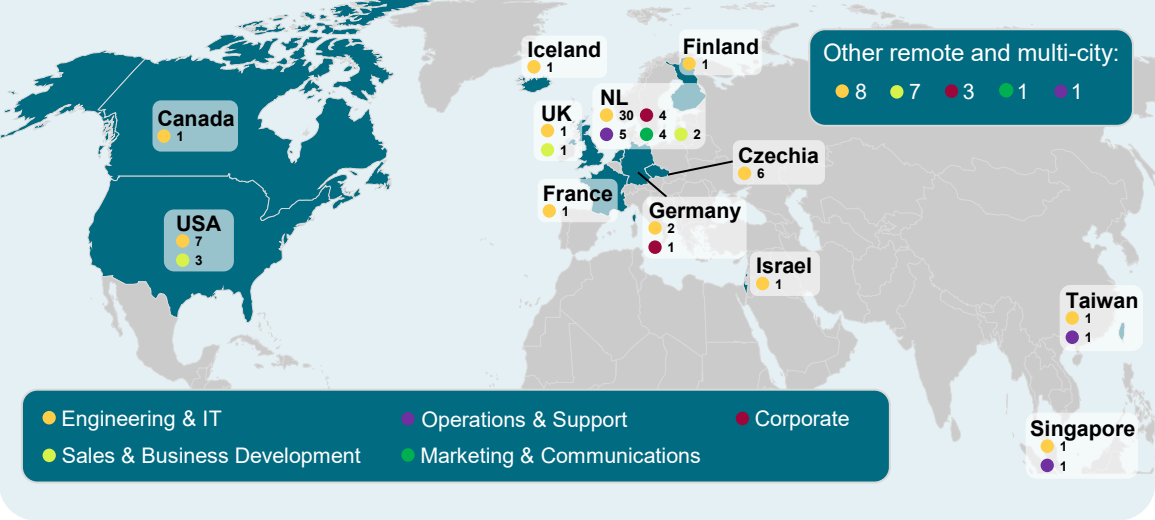 Iceland
1
Finland
1
Other remote and multi-city:
8 7 3 1 1
Canada
1
UK
1
1
NL
30 4
5 4 2
Czechia
6
France
1
Germany
2
1
USA
7
3
Israel
1
Taiwan
1
1
Singapore
1
1
Engineering & IT
Operations & Support
Corporate
Sales & Business Development
Marketing & Communications